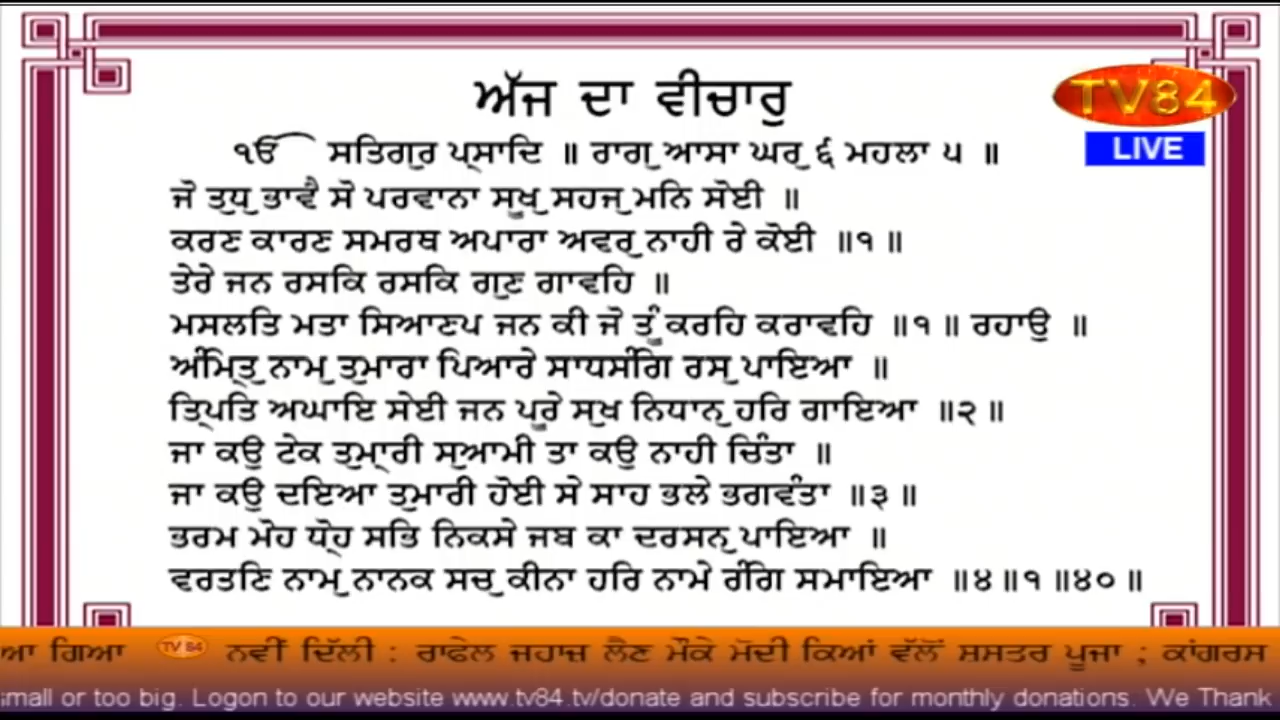 ਅੱਜ ਦਾ ਵੀਚਾਰੁ
TV84
LIVE
ੴ ਸਤਿਗੁਰ ਪ੍ਰਸਾਦਿ ॥ ਰਾਗੁ ਆਸਾ ਘਰੁ ੬ ਮਹਲਾ ੫ ॥
ਜੋ ਤੁਧੁ ਭਾਵੈ ਸੋ ਪਰਵਾਨਾ ਸੂਖੁ ਸਹਜੁ ਮਨਿ ਸੋਈ ॥
ਕਰਣ ਕਾਰਣ ਸਮਰਥ ਅਪਾਰਾ ਅਵਰੁ ਨਾਹੀ ਰੇ ਕੋਈ ॥੧॥
ਤੇਰੇ ਜਨ ਰਸਕਿ ਰਸਕਿ ਗੁਣ ਗਾਵਹਿ ॥
ਮਸਲਤਿ ਮਤਾ ਸਿਆਣਪ ਜਨ ਕੀ ਜੋ ਤੂੰ ਕਰਹਿ ਕਰਾਵਹਿ ॥੧॥ ਰਹਾਉ ॥
ਅੰਮ੍ਰਿਤੁ ਨਾਮੁ ਤੁਮਾਰਾ ਪਿਆਰੇ ਸਾਧਸੰਗਿ ਰਸੁ ਪਾਇਆ ॥
ਤ੍ਰਿਪਤਿ ਅਘਾਇ ਸੇਈ ਜਨ ਪੂਰੇ ਸੁਖ ਨਿਧਾਨੁ ਹਰਿ ਗਾਇਆ ॥੨॥
ਜਾ ਕਉ ਟੇਕ ਤੁਮ੍ਹਾਰੀ ਸੁਆਮੀ ਤਾ ਕਉ ਨਾਹੀ ਚਿੰਤਾ ॥
ਜਾ ਕਉ ਦਇਆ ਤੁਮਾਰੀ ਹੋਈ ਸੇ ਸਾਹ ਭਲੇ ਭਗਵੰਤਾ ॥੩॥
ਭਰਮ ਮੋਹ ਧ੍ਰੋਹ ਸਭਿ ਨਿਕਸੇ ਜਬ ਕਾ ਦਰਸਨੁ ਪਾਇਆ ॥
ਵਰਤਣਿ ਨਾਮੁ ਨਾਨਕ ਸਚੁ ਕੀਨਾ ਹਰਿ ਨਾਮੇ ਰੰਗਿ ਸਮਾਇਆ ॥੪॥੧॥੪੦॥
ਆ ਗਿਆ TV 84 ਨਵੀਂ ਦਿੱਲੀ : ਰਾਫੇਲ ਜਹਾਜ਼ ਲੈਣ ਮੌਕੇ ਮੋਦੀ ਕਿਆਂ ਵੱਲੋਂ ਸ਼ਸਤਰ ਪੂਜਾ ; ਕਾਂਗਰਸ
small or too big. Logon to our website www.tv84.tv/donate and subscribe for monthly donations. We Thank